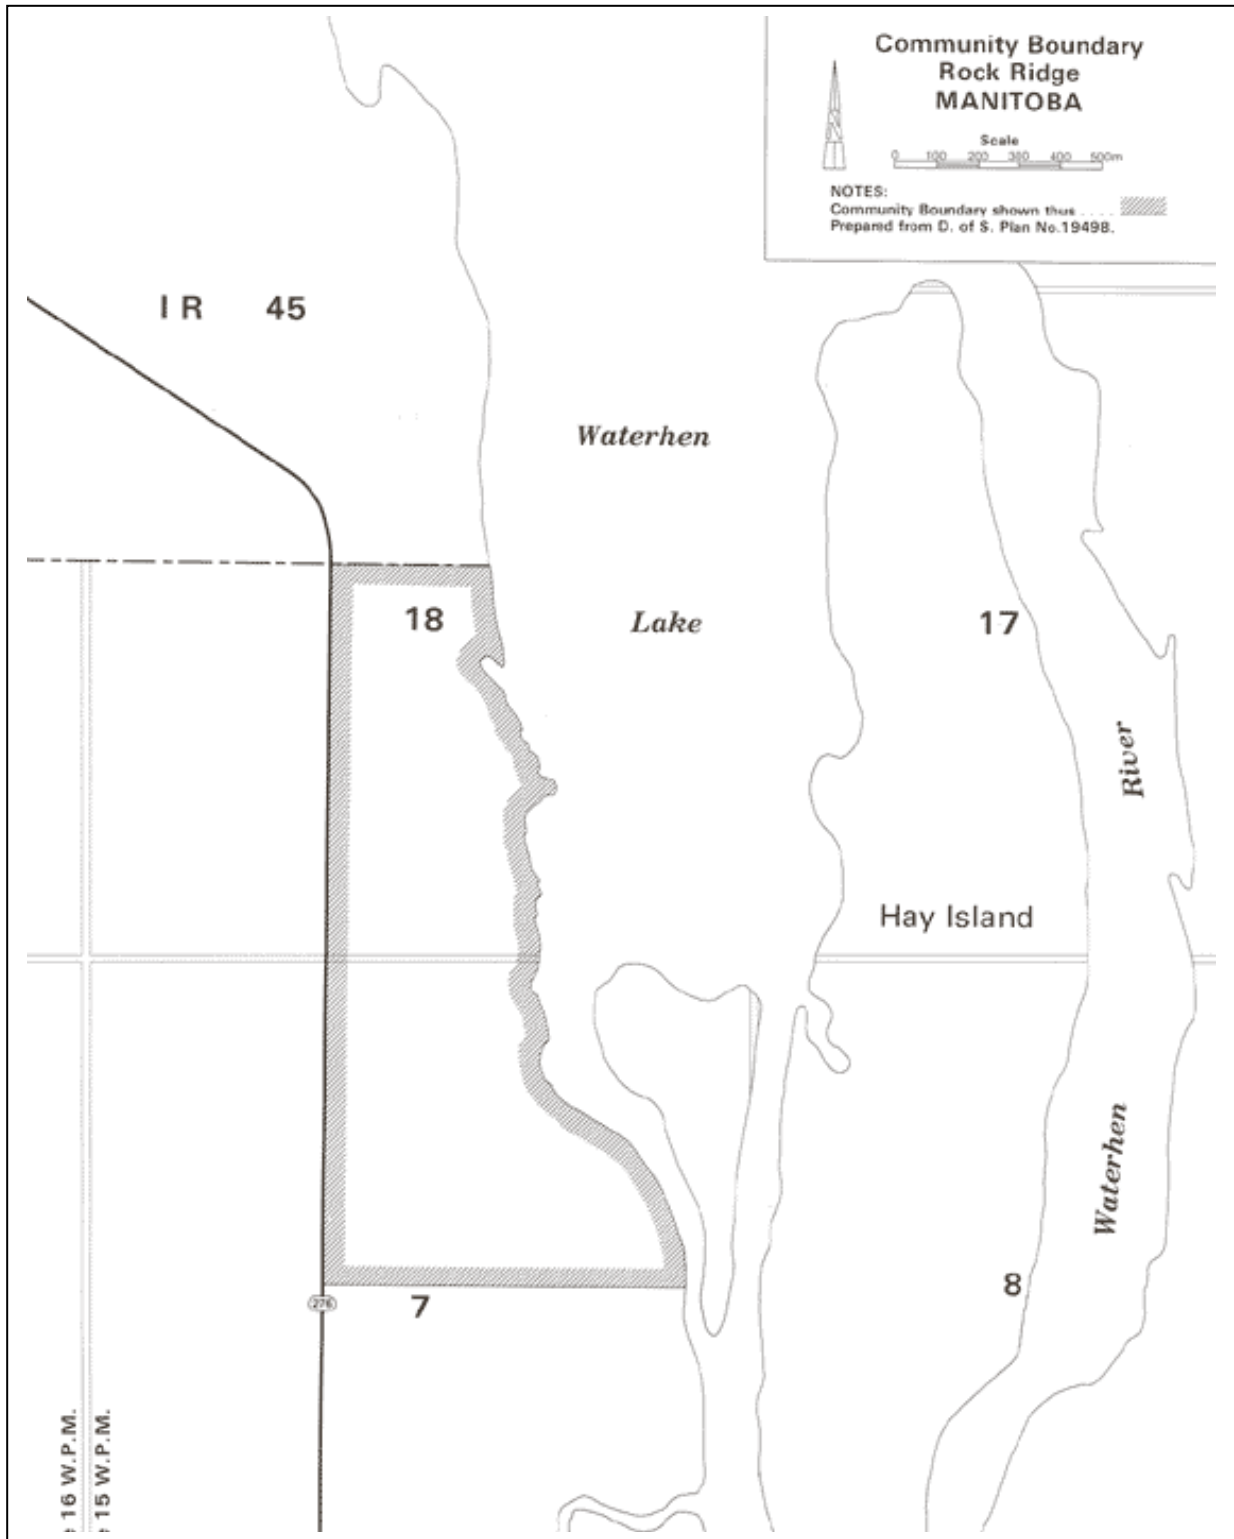 Community Boundary
Rock Ridge
MANITOBA
Scale
0 100 200 300 400 500m
NOTES:
Community Boundary shown thus ....
Prepared from D. of S. Plan No.19498.
I R 45
Waterhen
18
Lake
17
River
Hay Island
Waterhen
8
276
7
16 W.P.M.
15 W.P.M.